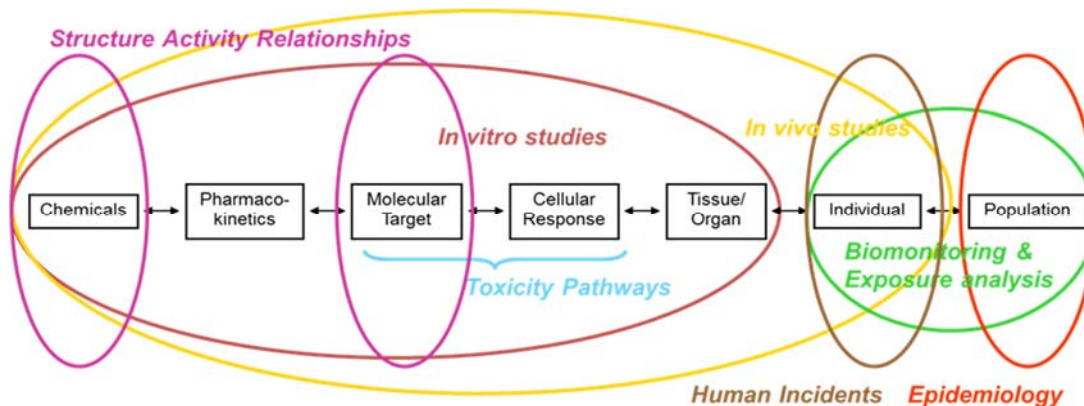 Structure Activity Relationships
In vitro studies
In vivo studies
Chemicals
Pharmaco-
kinetics
Molecular
Target
Cellular
Response
Tissue/
Organ
Individual
Population
Toxicity Pathways
Biomonitoring &
Exposure analysis
Human Incidents
Epidemiology